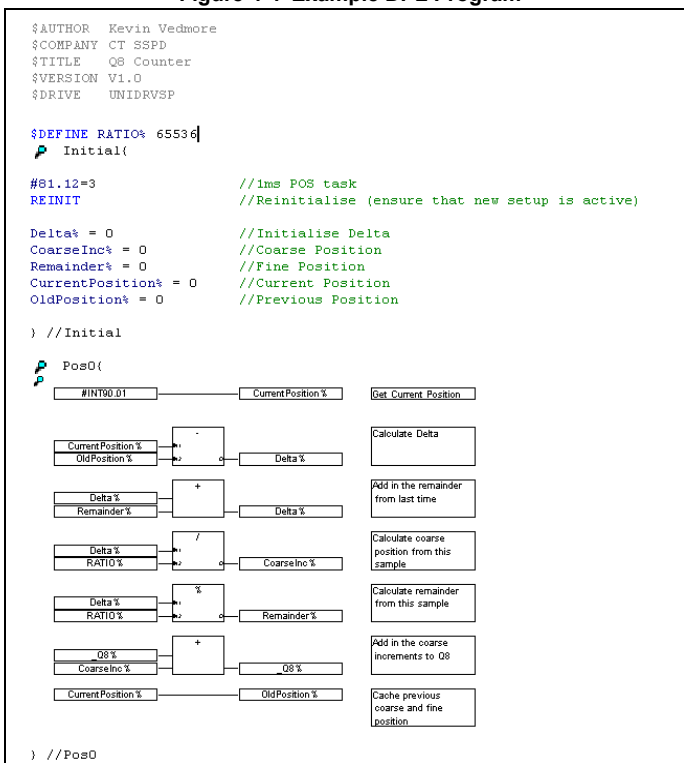 Figure 4-1 Example DPL Program
$AUTHOR Kevin Vedmore
$COMPANY CT SSPD
$TITLE Q8 Counter
$VERSION V1.0
$DRIVE UNIDRVSP
$DEFINE RATIO% 65536
Initial{
#81.12=3 //1ms POS task
REINIT //Reinitialise (ensure that new setup is active)
Delta% = 0 //Initialise Delta
CoarseInc% = 0 //Coarse Position
Remainder% = 0 //Fine Position
CurrentPosition% = 0 //Current Position
OldPosition% = 0 //Previous Position
} //Initial
Pos0{
#INT90.01 CurrentPosition% Get Current Position
- Calculate Delta
CurrentPosition%
OldPosition% Delta%
+ Add in the remainder
from last time
Delta%
Remainder% Delta%
/ Calculate coarse
position from this
sample
Delta%
RATIO% CoarseInc%
% Calculate remainder
from this sample
Delta%
RATIO% Remainder%
+ Add in the coarse
increments to Q8
_Q8%
CoarseInc% _Q8%
CurrentPosition% OldPosition% Cache previous
coarse and fine
position
} //Pos0